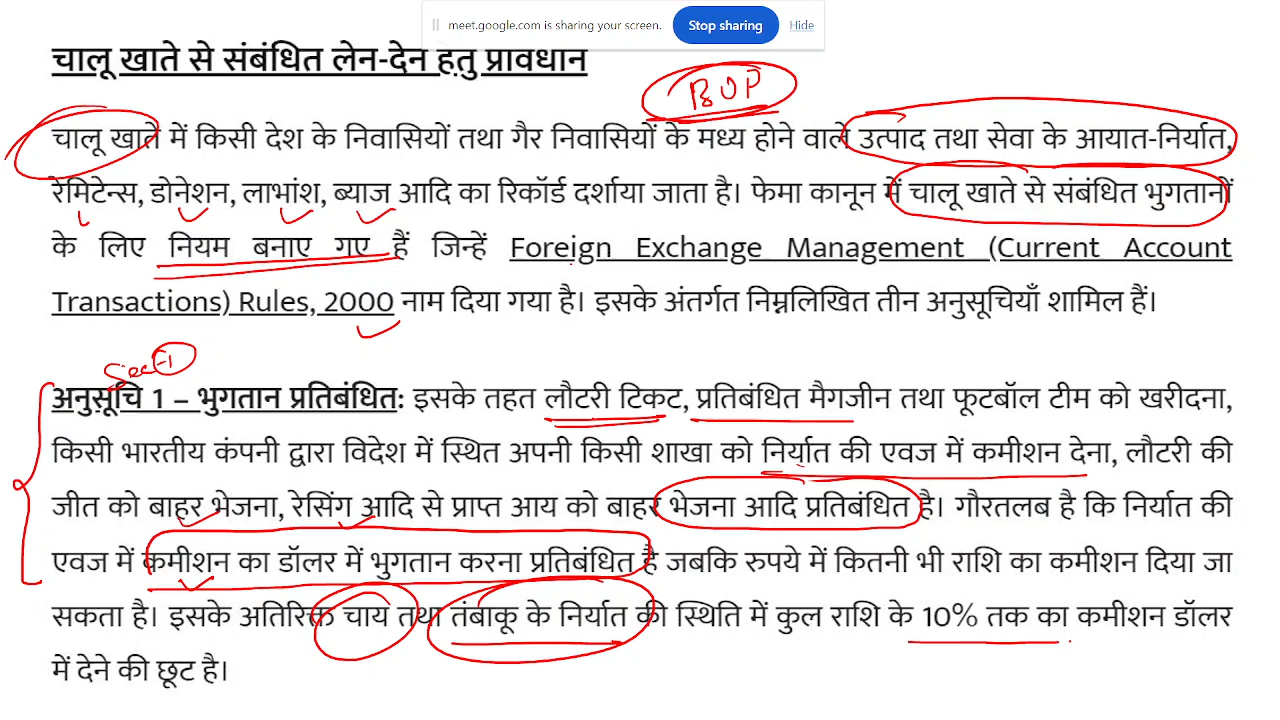 meet.google.com is sharing your screen. Stop sharing Hide
चालू खाते से संबंधित लेन-देन हेतु प्रावधान
BOP
चालू खाते में किसी देश के निवासियों तथा गैर निवासियों के मध्य होने वाले उत्पाद तथा सेवा के आयात-निर्यात,
रेमिटेन्स, डोनेशन, लाभांश, ब्याज आदि का रिकॉर्ड दर्शाया जाता है। फेमा कानून में चालू खाते से संबंधित भुगतानों
के लिए नियम बनाए गए हैं जिन्हें Foreign Exchange Management (Current Account
Transactions) Rules, 2000 नाम दिया गया है। इसके अंतर्गत निम्नलिखित तीन अनुसूचियाँ शामिल हैं।
अनुसूचि 1 – भुगतान प्रतिबंधित: इसके तहत लौटरी टिकट, प्रतिबंधित मैगजीन तथा फूटबॉल टीम को खरीदना,
किसी भारतीय कंपनी द्वारा विदेश में स्थित अपनी किसी शाखा को निर्यात की एवज में कमीशन देना, लौटरी की
जीत को बाहर भेजना, रेसिंग आदि से प्राप्त आय को बाहर भेजना आदि प्रतिबंधित है। गौरतलब है कि निर्यात की
एवज में कमीशन का डॉलर में भुगतान करना प्रतिबंधित है जबकि रुपये में कितनी भी राशि का कमीशन दिया जा
सकता है। इसके अतिरिक्त चाय तथा तंबाकू के निर्यात की स्थिति में कुल राशि के 10% तक का कमीशन डॉलर
में देने की छूट है।